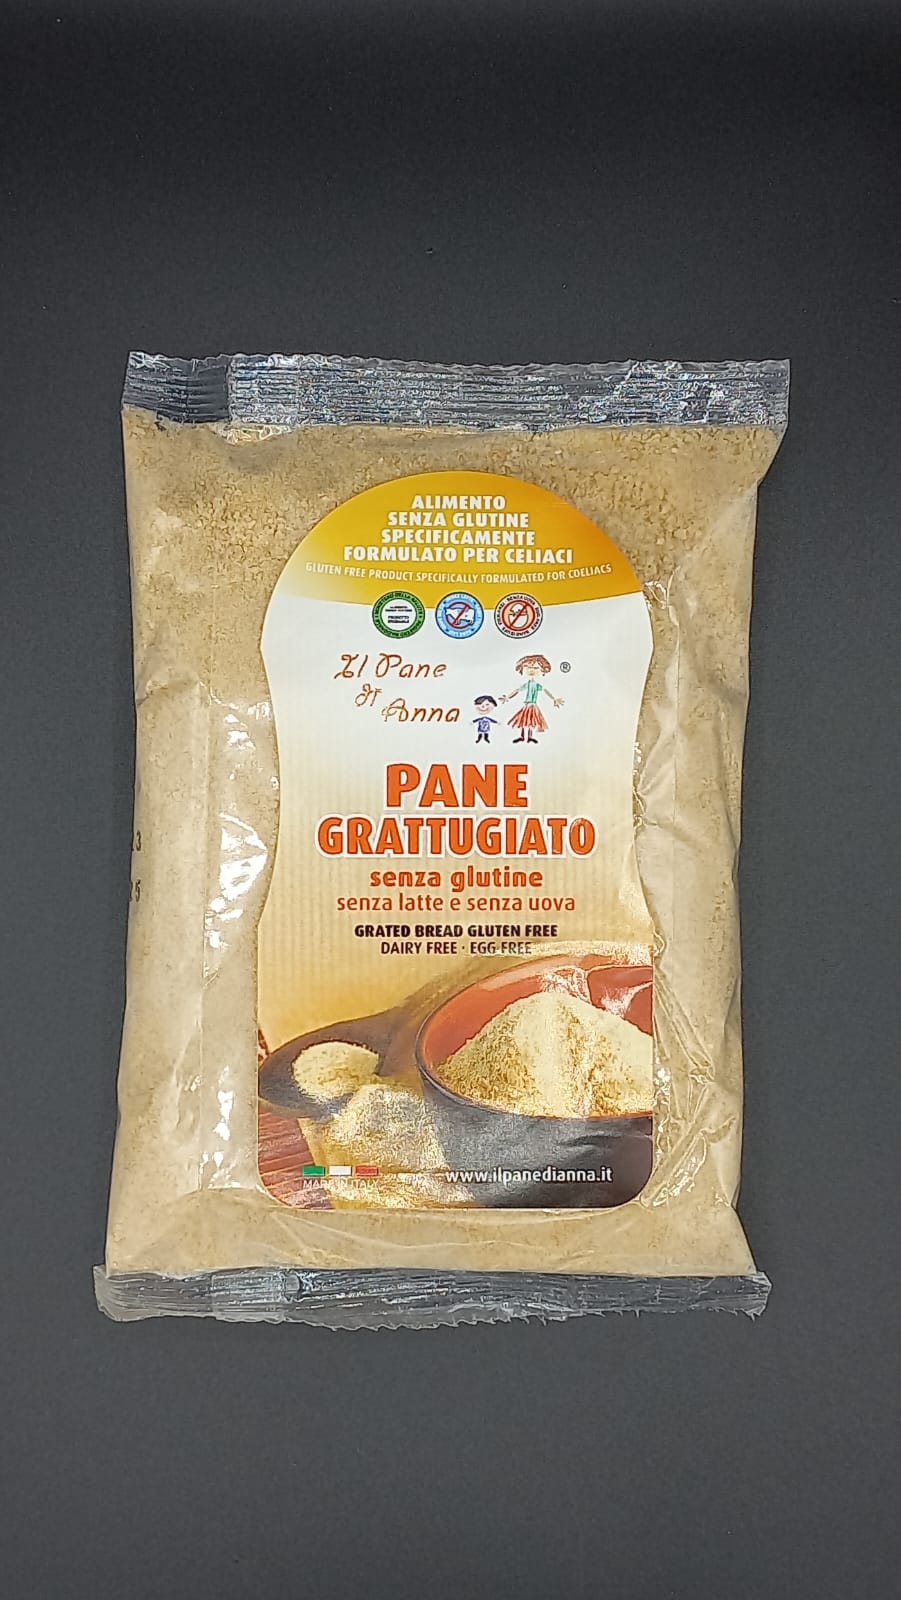 ALIMENTO
SENZA GLUTINE
SPECIFICAMENTE
FORMULATO PER CELIACI
GLUTEN FREE PRODUCT SPECIFICALLY FORMULATED FOR COELIACS
Il Pane
di
Anna
®
PANE
GRATTUGIATO
senza glutine
senza latte e senza uova
GRATED BREAD GLUTEN FREE
DAIRY FREE · EGG FREE
MADE IN ITALY
www.ilpanedianna.it